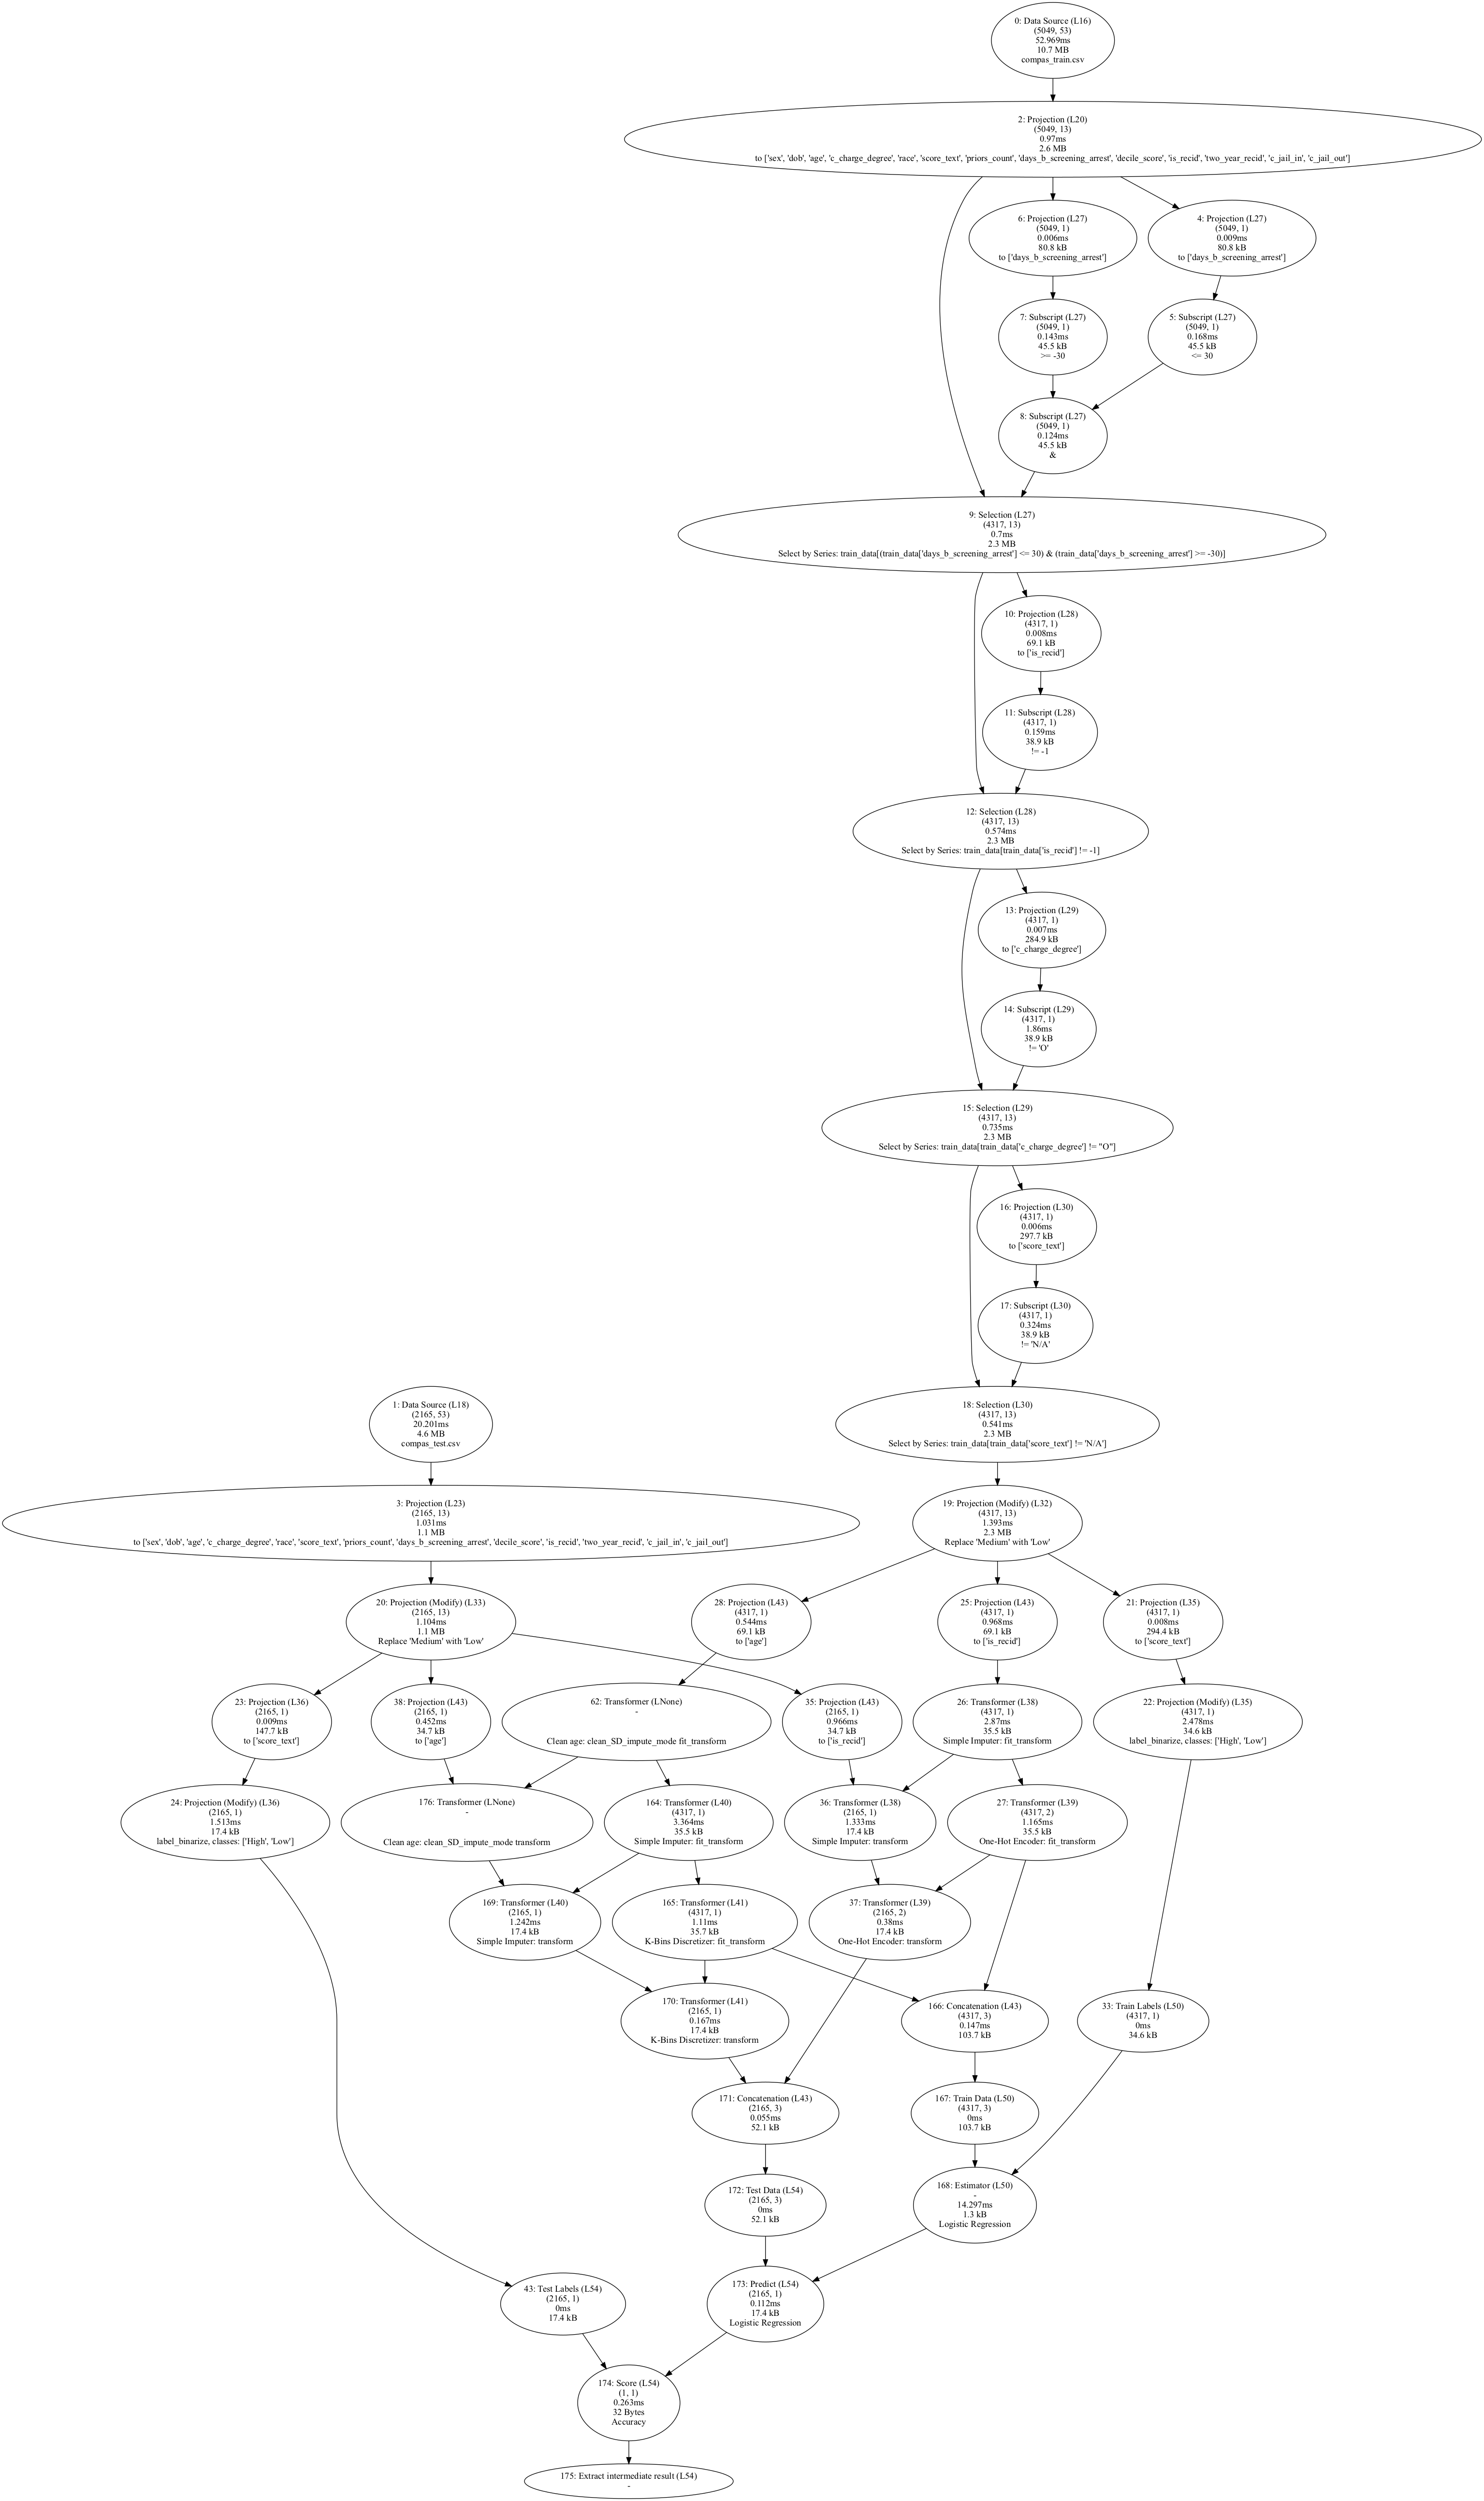 0: Data Source (L16)
(5049, 53)
52.969ms
10.7 MB
compas_train.csv
2: Projection (L20)
(5049, 13)
0.97ms
2.6 MB
to ['sex', 'dob', 'age', 'c_charge_degree', 'race', 'score_text', 'priors_count', 'days_b_screening_arrest', 'decile_score', 'is_recid', 'two_year_recid', 'c_jail_in', 'c_jail_out']
6: Projection (L27)
(5049, 1)
0.006ms
80.8 kB
to ['days_b_screening_arrest']
4: Projection (L27)
(5049, 1)
0.009ms
80.8 kB
to ['days_b_screening_arrest']
7: Subscript (L27)
(5049, 1)
0.143ms
45.5 kB
>= -30
5: Subscript (L27)
(5049, 1)
0.168ms
45.5 kB
<= 30
8: Subscript (L27)
(5049, 1)
0.124ms
45.5 kB
&
9: Selection (L27)
(4317, 13)
0.7ms
2.3 MB
Select by Series: train_data[(train_data['days_b_screening_arrest'] <= 30) & (train_data['days_b_screening_arrest'] >= -30)]
10: Projection (L28)
(4317, 1)
0.008ms
69.1 kB
to ['is_recid']
11: Subscript (L28)
(4317, 1)
0.159ms
38.9 kB
!= -1
12: Selection (L28)
(4317, 13)
0.574ms
2.3 MB
Select by Series: train_data[train_data['is_recid'] != -1]
13: Projection (L29)
(4317, 1)
0.007ms
284.9 kB
to ['c_charge_degree']
14: Subscript (L29)
(4317, 1)
1.86ms
38.9 kB
!= 'O'
15: Selection (L29)
(4317, 13)
0.735ms
2.3 MB
Select by Series: train_data[train_data['c_charge_degree'] != "O"]
16: Projection (L30)
(4317, 1)
0.006ms
297.7 kB
to ['score_text']
17: Subscript (L30)
(4317, 1)
0.324ms
38.9 kB
!= 'N/A'
1: Data Source (L18)
(2165, 53)
20.201ms
4.6 MB
compas_test.csv
18: Selection (L30)
(4317, 13)
0.541ms
2.3 MB
Select by Series: train_data[train_data['score_text'] != 'N/A']
3: Projection (L23)
(2165, 13)
1.031ms
1.1 MB
to ['sex', 'dob', 'age', 'c_charge_degree', 'race', 'score_text', 'priors_count', 'days_b_screening_arrest', 'decile_score', 'is_recid', 'two_year_recid', 'c_jail_in', 'c_jail_out']
19: Projection (Modify) (L32)
(4317, 13)
1.393ms
2.3 MB
Replace 'Medium' with 'Low'
20: Projection (Modify) (L33)
(2165, 13)
1.104ms
1.1 MB
Replace 'Medium' with 'Low'
28: Projection (L43)
(4317, 1)
0.544ms
69.1 kB
to ['age']
25: Projection (L43)
(4317, 1)
0.968ms
69.1 kB
to ['is_recid']
21: Projection (L35)
(4317, 1)
0.008ms
294.4 kB
to ['score_text']
23: Projection (L36)
(2165, 1)
0.009ms
147.7 kB
to ['score_text']
38: Projection (L43)
(2165, 1)
0.452ms
34.7 kB
to ['age']
62: Transformer (LNone)
-
Clean age: clean_SD_impute_mode fit_transform
35: Projection (L43)
(2165, 1)
0.966ms
34.7 kB
to ['is_recid']
26: Transformer (L38)
(4317, 1)
2.87ms
35.5 kB
Simple Imputer: fit_transform
22: Projection (Modify) (L35)
(4317, 1)
2.478ms
34.6 kB
label_binarize, classes: ['High', 'Low']
24: Projection (Modify) (L36)
(2165, 1)
1.513ms
17.4 kB
label_binarize, classes: ['High', 'Low']
176: Transformer (LNone)
-
Clean age: clean_SD_impute_mode transform
164: Transformer (L40)
(4317, 1)
3.364ms
35.5 kB
Simple Imputer: fit_transform
36: Transformer (L38)
(2165, 1)
1.333ms
17.4 kB
Simple Imputer: transform
27: Transformer (L39)
(4317, 2)
1.165ms
35.5 kB
One-Hot Encoder: fit_transform
169: Transformer (L40)
(2165, 1)
1.242ms
17.4 kB
Simple Imputer: transform
165: Transformer (L41)
(4317, 1)
1.11ms
35.7 kB
K-Bins Discretizer: fit_transform
37: Transformer (L39)
(2165, 2)
0.38ms
17.4 kB
One-Hot Encoder: transform
170: Transformer (L41)
(2165, 1)
0.167ms
17.4 kB
K-Bins Discretizer: transform
166: Concatenation (L43)
(4317, 3)
0.147ms
103.7 kB
33: Train Labels (L50)
(4317, 1)
0ms
34.6 kB
171: Concatenation (L43)
(2165, 3)
0.055ms
52.1 kB
167: Train Data (L50)
(4317, 3)
0ms
103.7 kB
172: Test Data (L54)
(2165, 3)
0ms
52.1 kB
168: Estimator (L50)
-
14.297ms
1.3 kB
Logistic Regression
43: Test Labels (L54)
(2165, 1)
0ms
17.4 kB
173: Predict (L54)
(2165, 1)
0.112ms
17.4 kB
Logistic Regression
174: Score (L54)
(1, 1)
0.263ms
32 Bytes
Accuracy
175: Extract intermediate result (L54)
-